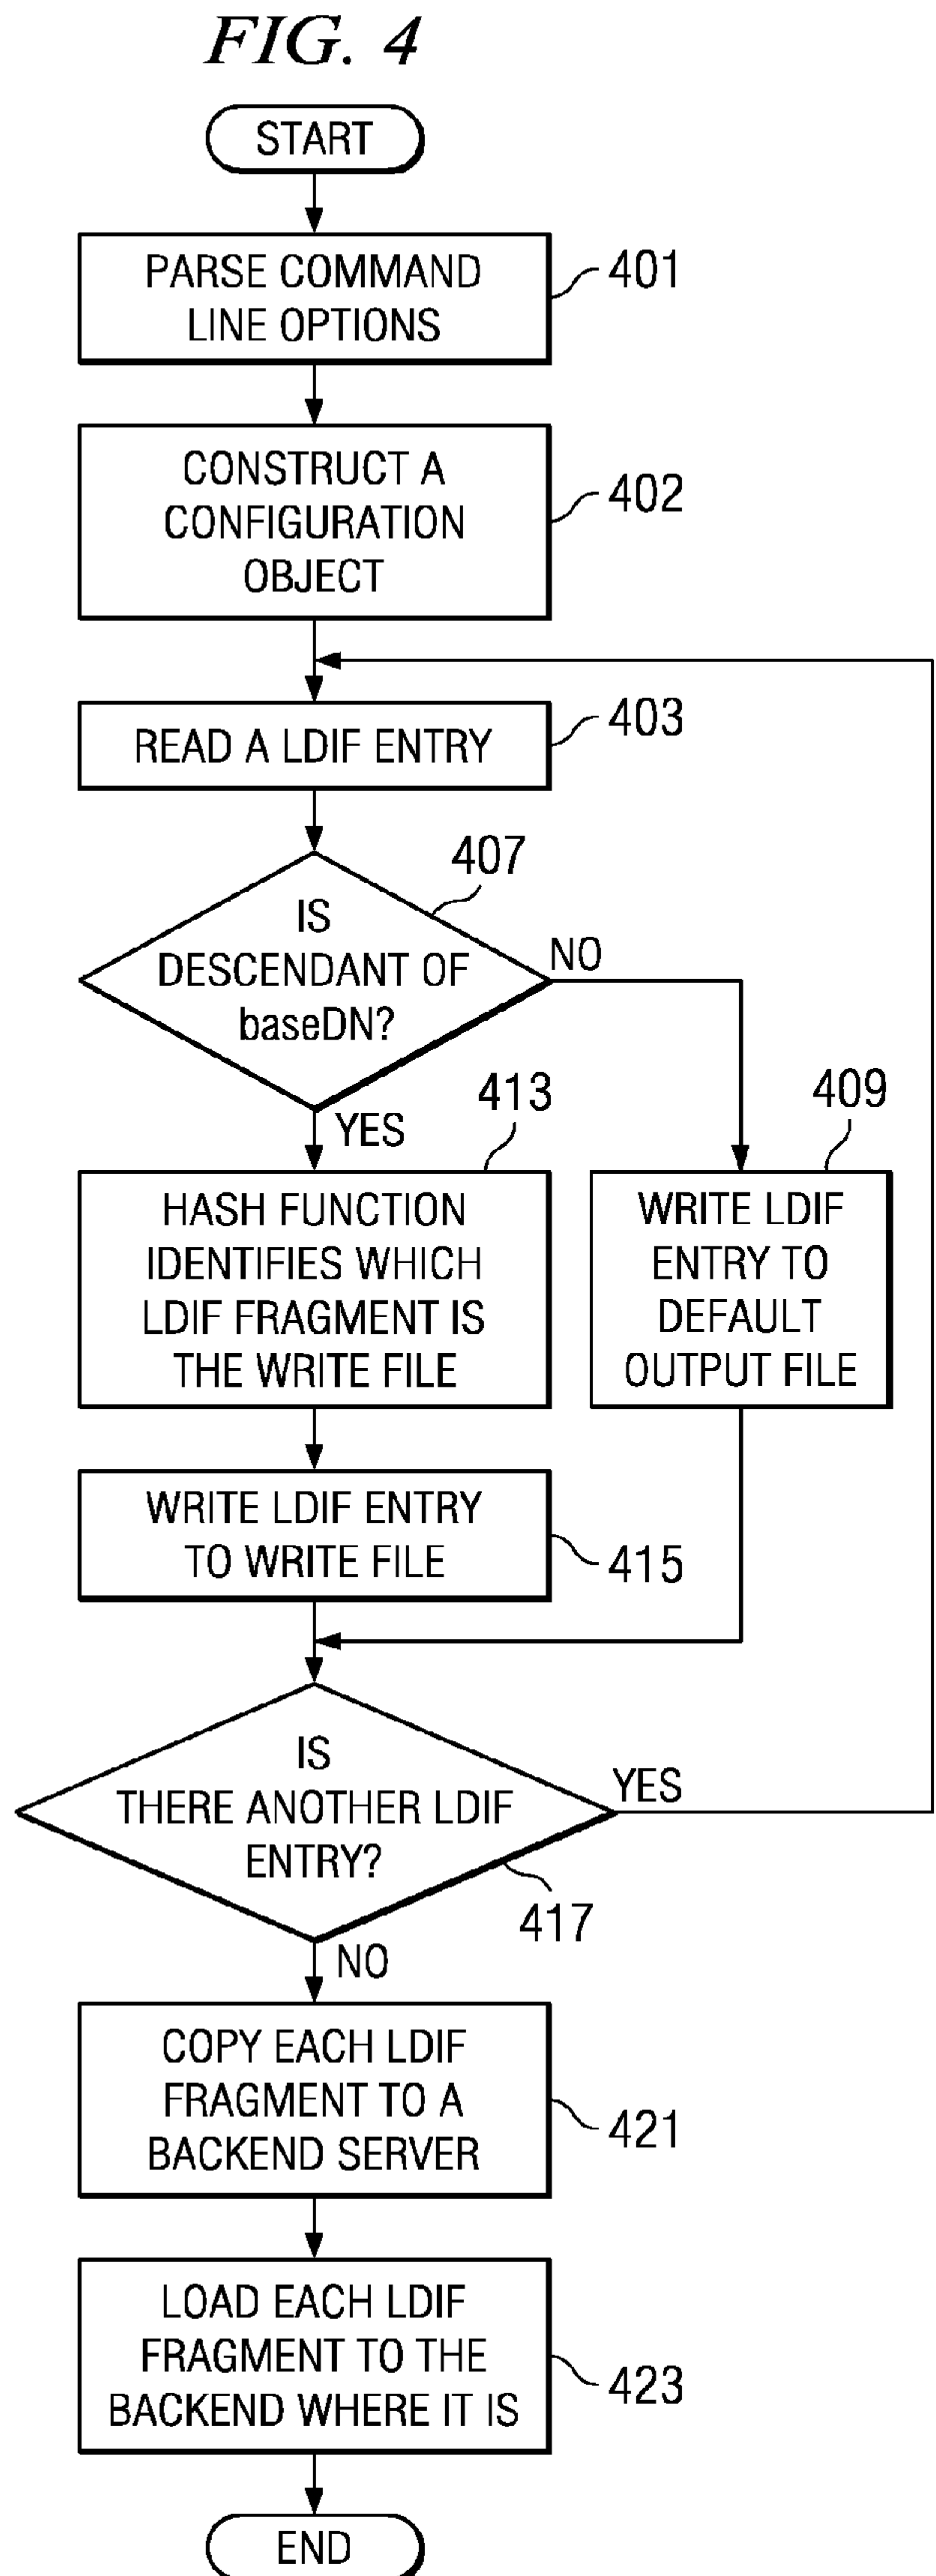 FIG. 4
START
PARSE COMMAND
LINE OPTIONS
401
CONSTRUCT A
CONFIGURATION
OBJECT
402
READ A LDIF ENTRY
403
407
IS
DESCENDANT OF
baseDN?
NO
YES
413
HASH FUNCTION
IDENTIFIES WHICH
LDIF FRAGMENT IS
THE WRITE FILE
409
WRITE LDIF
ENTRY TO
DEFAULT
OUTPUT FILE
WRITE LDIF ENTRY
TO WRITE FILE
415
IS
THERE ANOTHER LDIF
ENTRY?
YES
417
NO
COPY EACH LDIF
FRAGMENT TO A
BACKEND SERVER
421
LOAD EACH LDIF
FRAGMENT TO THE
BACKEND WHERE IT IS
423
END